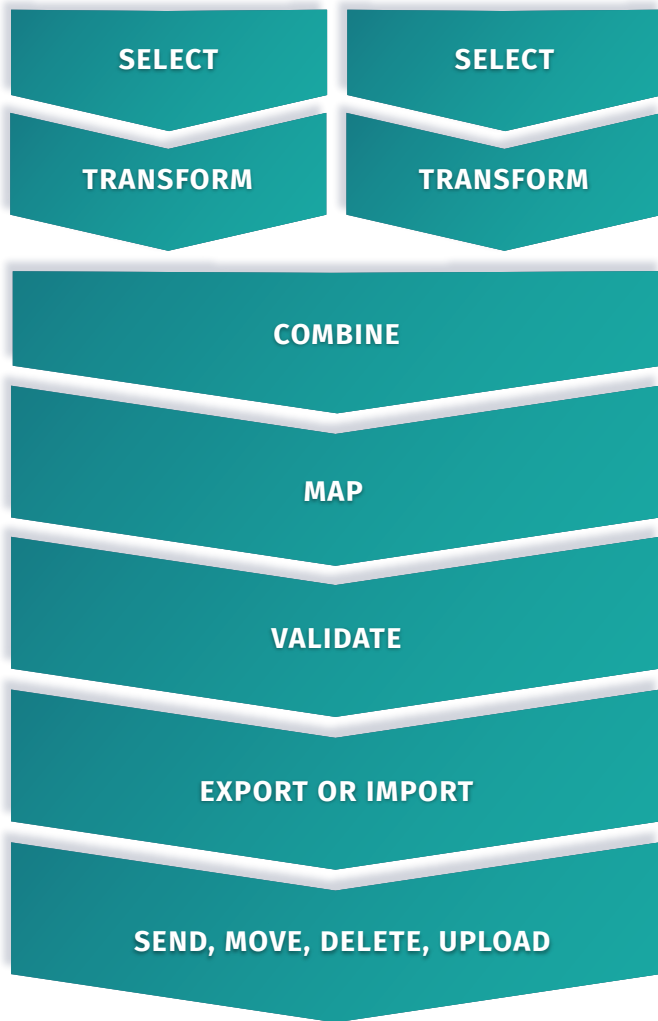 SELECT
SELECT
TRANSFORM
TRANSFORM
COMBINE
MAP
VALIDATE
EXPORT OR IMPORT
SEND, MOVE, DELETE, UPLOAD